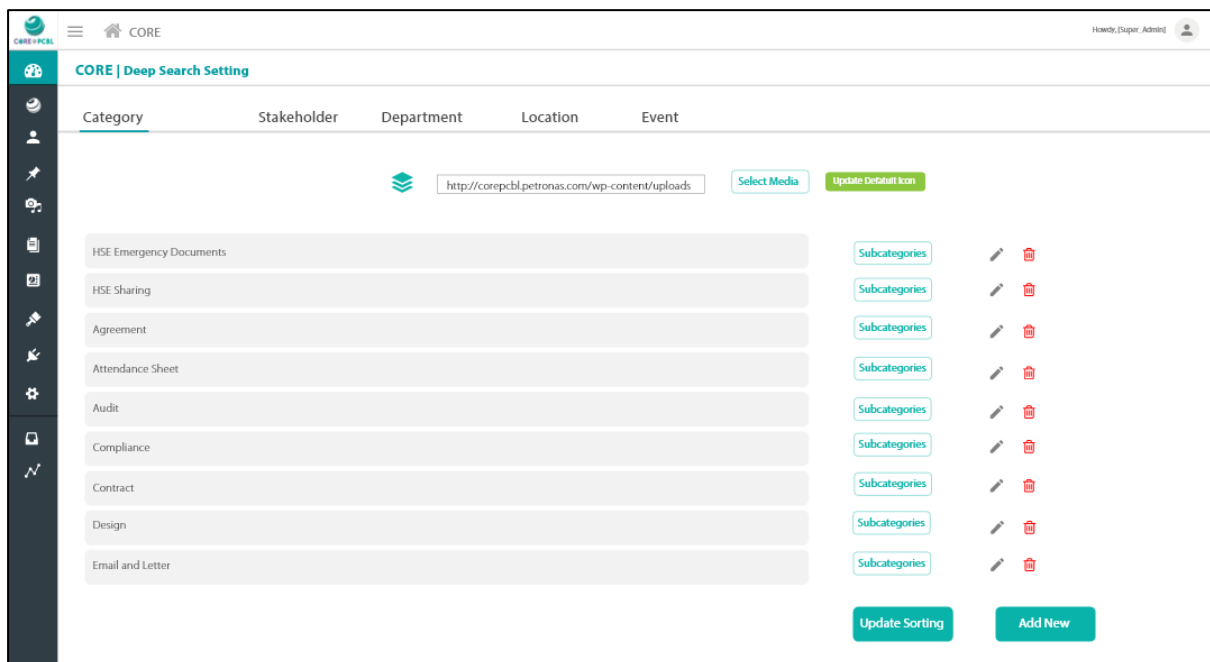 CORE PCBL
CORE
Howdy, [Super_Admin]
CORE | Deep Search Setting
Category Stakeholder Department Location Event
http://corepcbl.petronas.com/wp-content/uploads Select Media Update Defatult Icon
HSE Emergency Documents Subcategories
HSE Sharing Subcategories
Agreement Subcategories
Attendance Sheet Subcategories
Audit Subcategories
Compliance Subcategories
Contract Subcategories
Design Subcategories
Email and Letter Subcategories
Update Sorting Add New